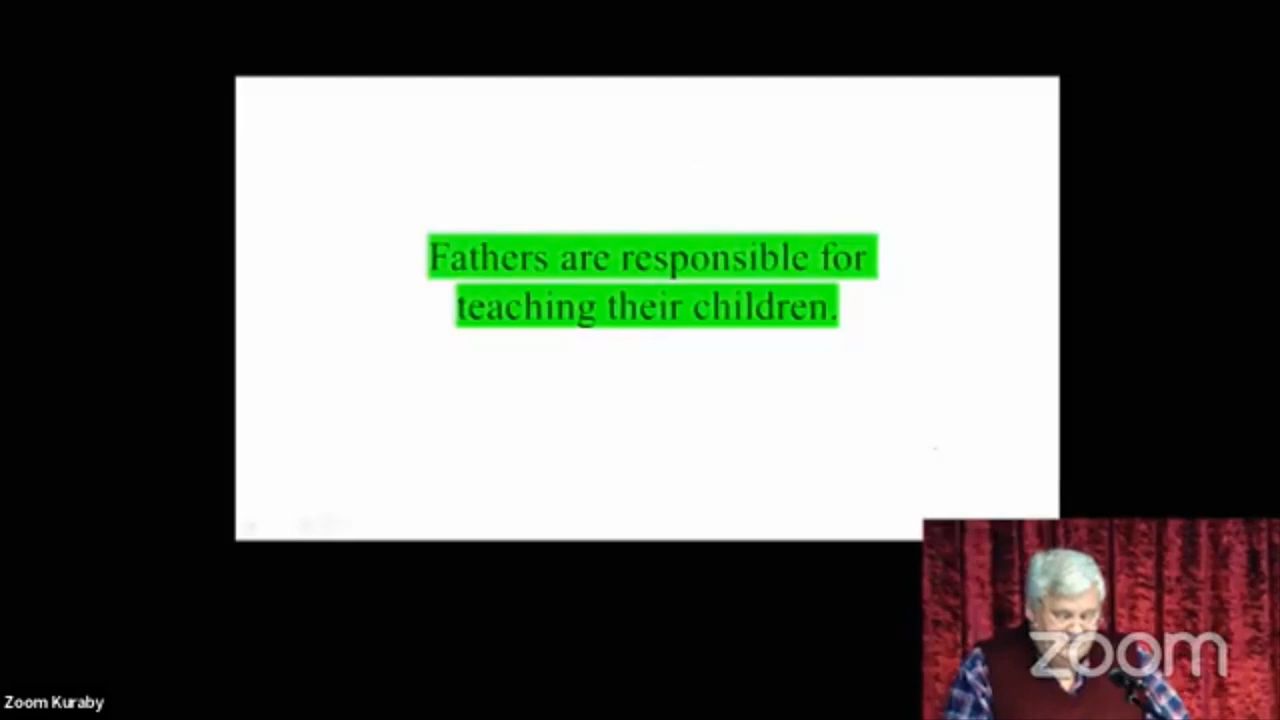 Fathers are responsible for
teaching their children.
zoom
Zoom Kuraby